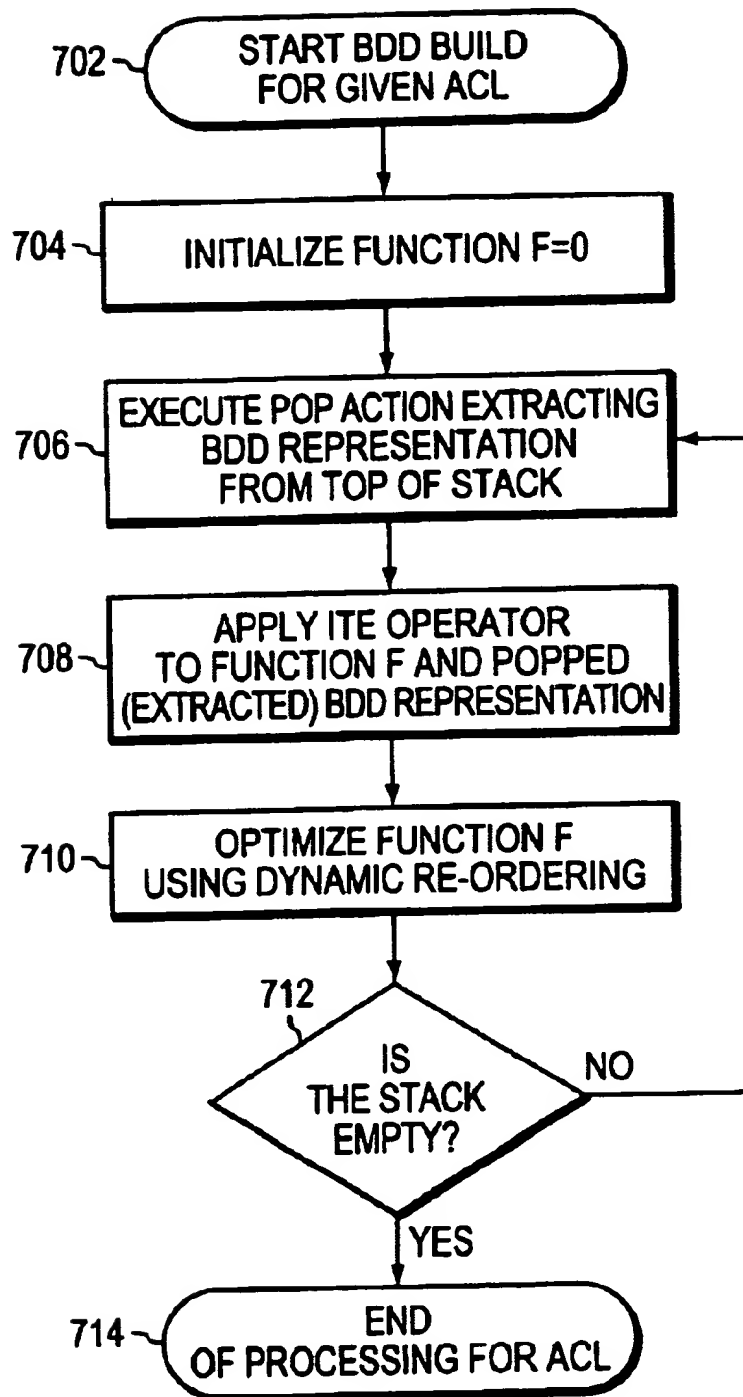 702
START BDD BUILD
FOR GIVEN ACL
704
INITIALIZE FUNCTION F=0
706
EXECUTE POP ACTION EXTRACTING
BDD REPRESENTATION
FROM TOP OF STACK
708
APPLY ITE OPERATOR
TO FUNCTION F AND POPPED
(EXTRACTED) BDD REPRESENTATION
710
OPTIMIZE FUNCTION F
USING DYNAMIC RE-ORDERING
712
IS
THE STACK
EMPTY?
NO
YES
714
END
OF PROCESSING FOR ACL